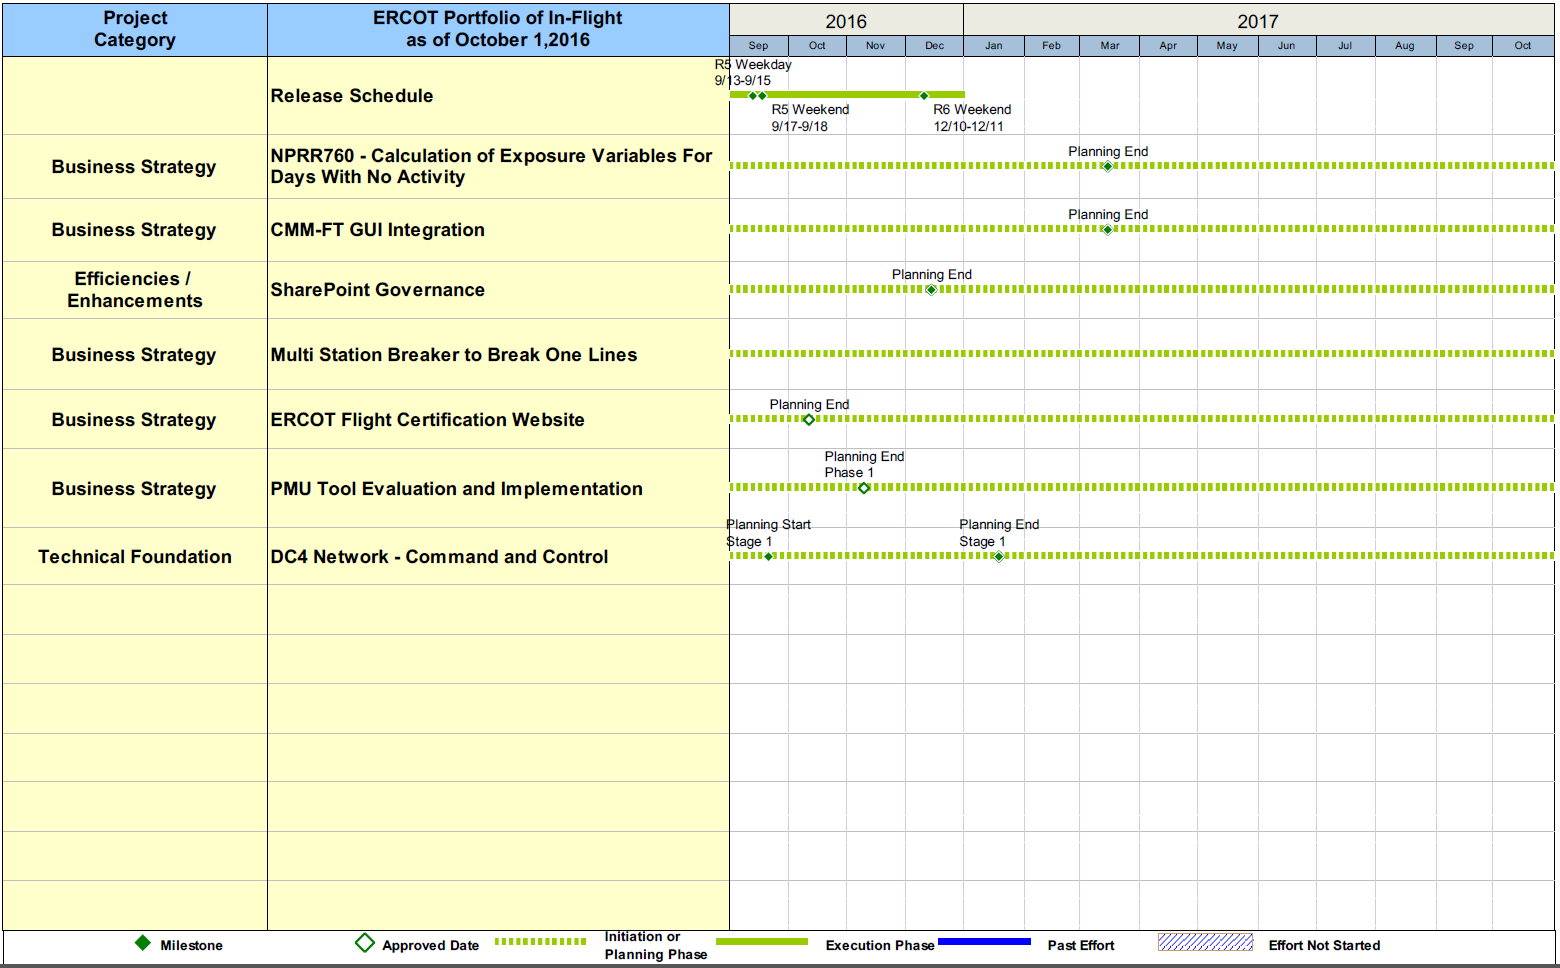 Project
Category
ERCOT Portfolio of In-Flight
as of October 1,2016
2016
2017
Sep
Oct
Nov
Dec
Jan
Feb
Mar
Apr
May
Jun
Jul
Aug
Sep
Oct
Release Schedule
R5 Weekday
9/13-9/15
R5 Weekend
9/17-9/18
R6 Weekend
12/10-12/11
Business Strategy
NPRR760 - Calculation of Exposure Variables For
Days With No Activity
Planning End
Business Strategy
CMM-FT GUI Integration
Planning End
Efficiencies /
Enhancements
SharePoint Governance
Planning End
Business Strategy
Multi Station Breaker to Break One Lines
Business Strategy
ERCOT Flight Certification Website
Planning End
Business Strategy
PMU Tool Evaluation and Implementation
Planning End
Phase 1
Technical Foundation
DC4 Network - Command and Control
Planning Start
Stage 1
Planning End
Stage 1
Milestone
Approved Date
Initiation or
Planning Phase
Execution Phase
Past Effort
Effort Not Started